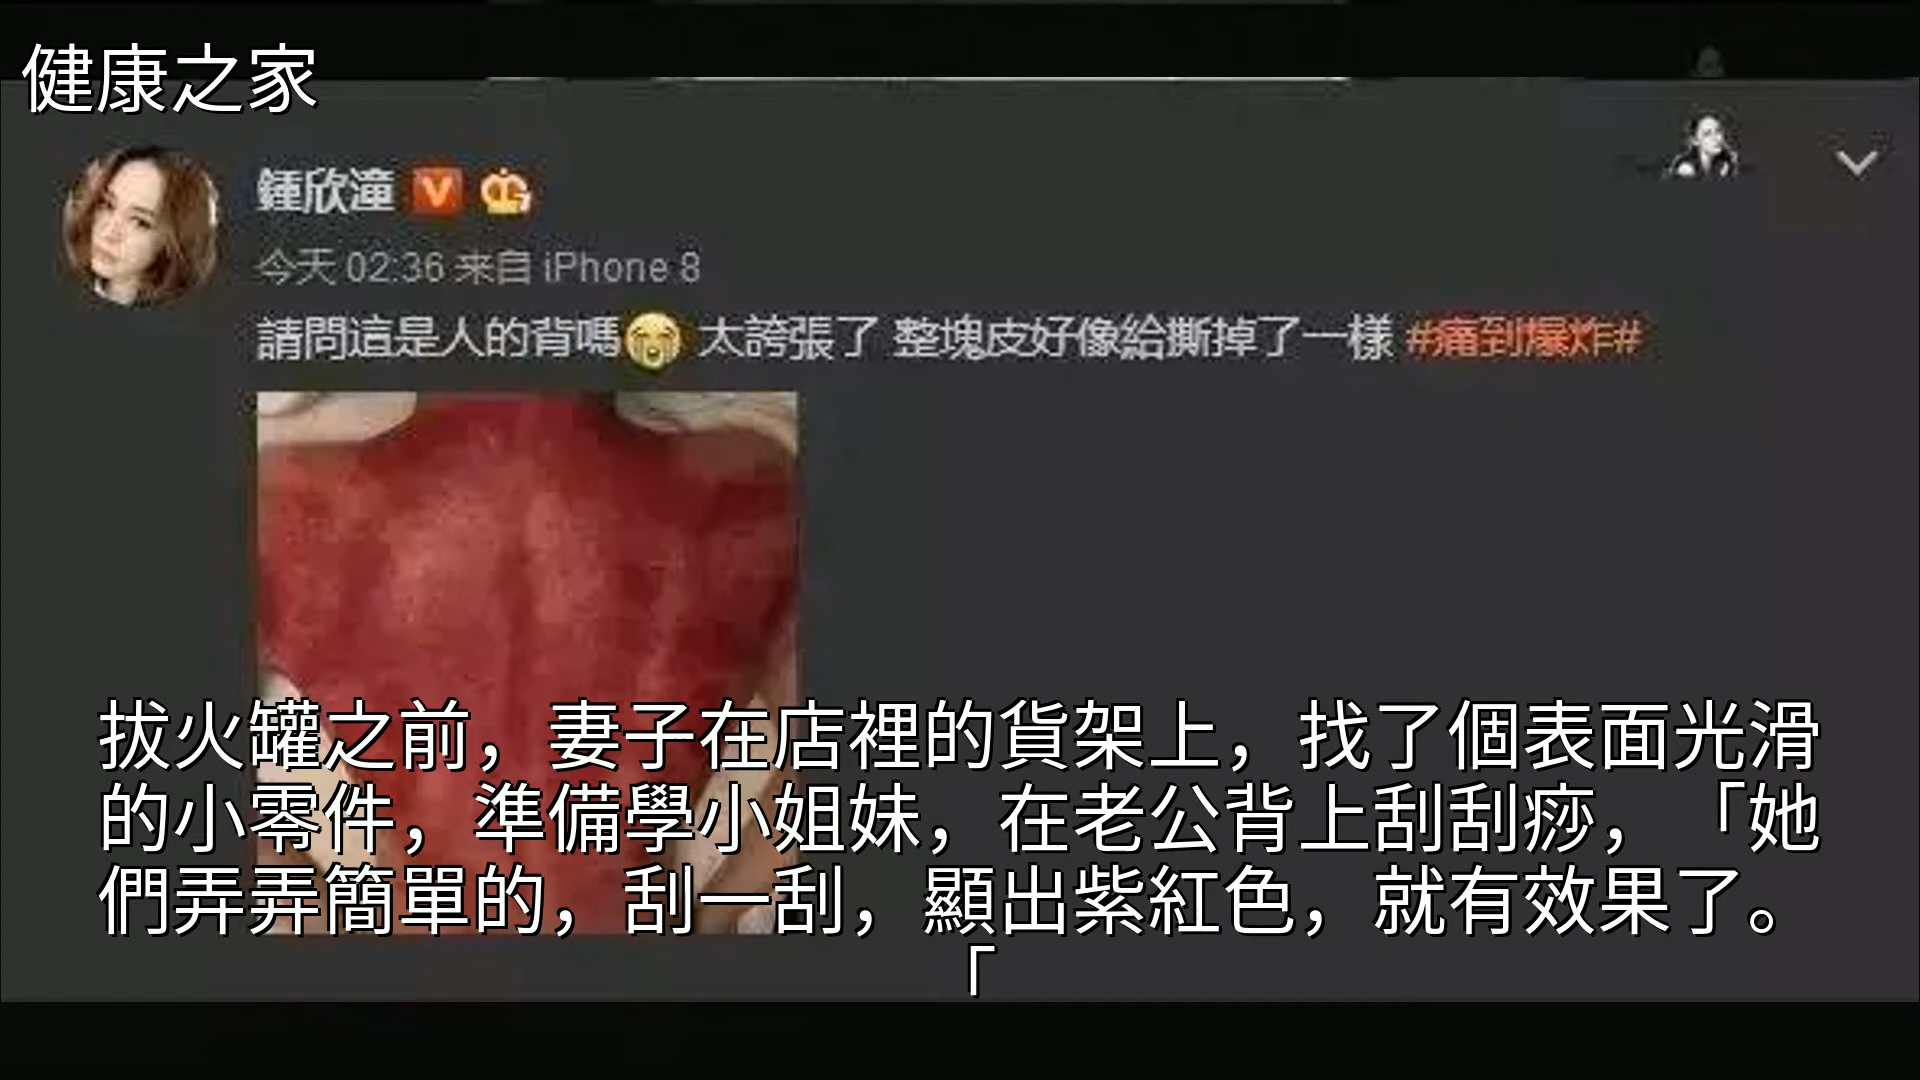 健康之家
鍾欣潼
今天 02:36 来自 iPhone 8
請問這是人的背嗎😭 太誇張了 整塊皮好像給撕掉了一樣 #痛到爆炸#
拔火罐之前，妻子在店裡的貨架上，找了個表面光滑
的小零件，準備學小姐妹，在老公背上刮刮痧，「她
們弄弄簡單的，刮一刮，顯出紫紅色，就有效果了。
「